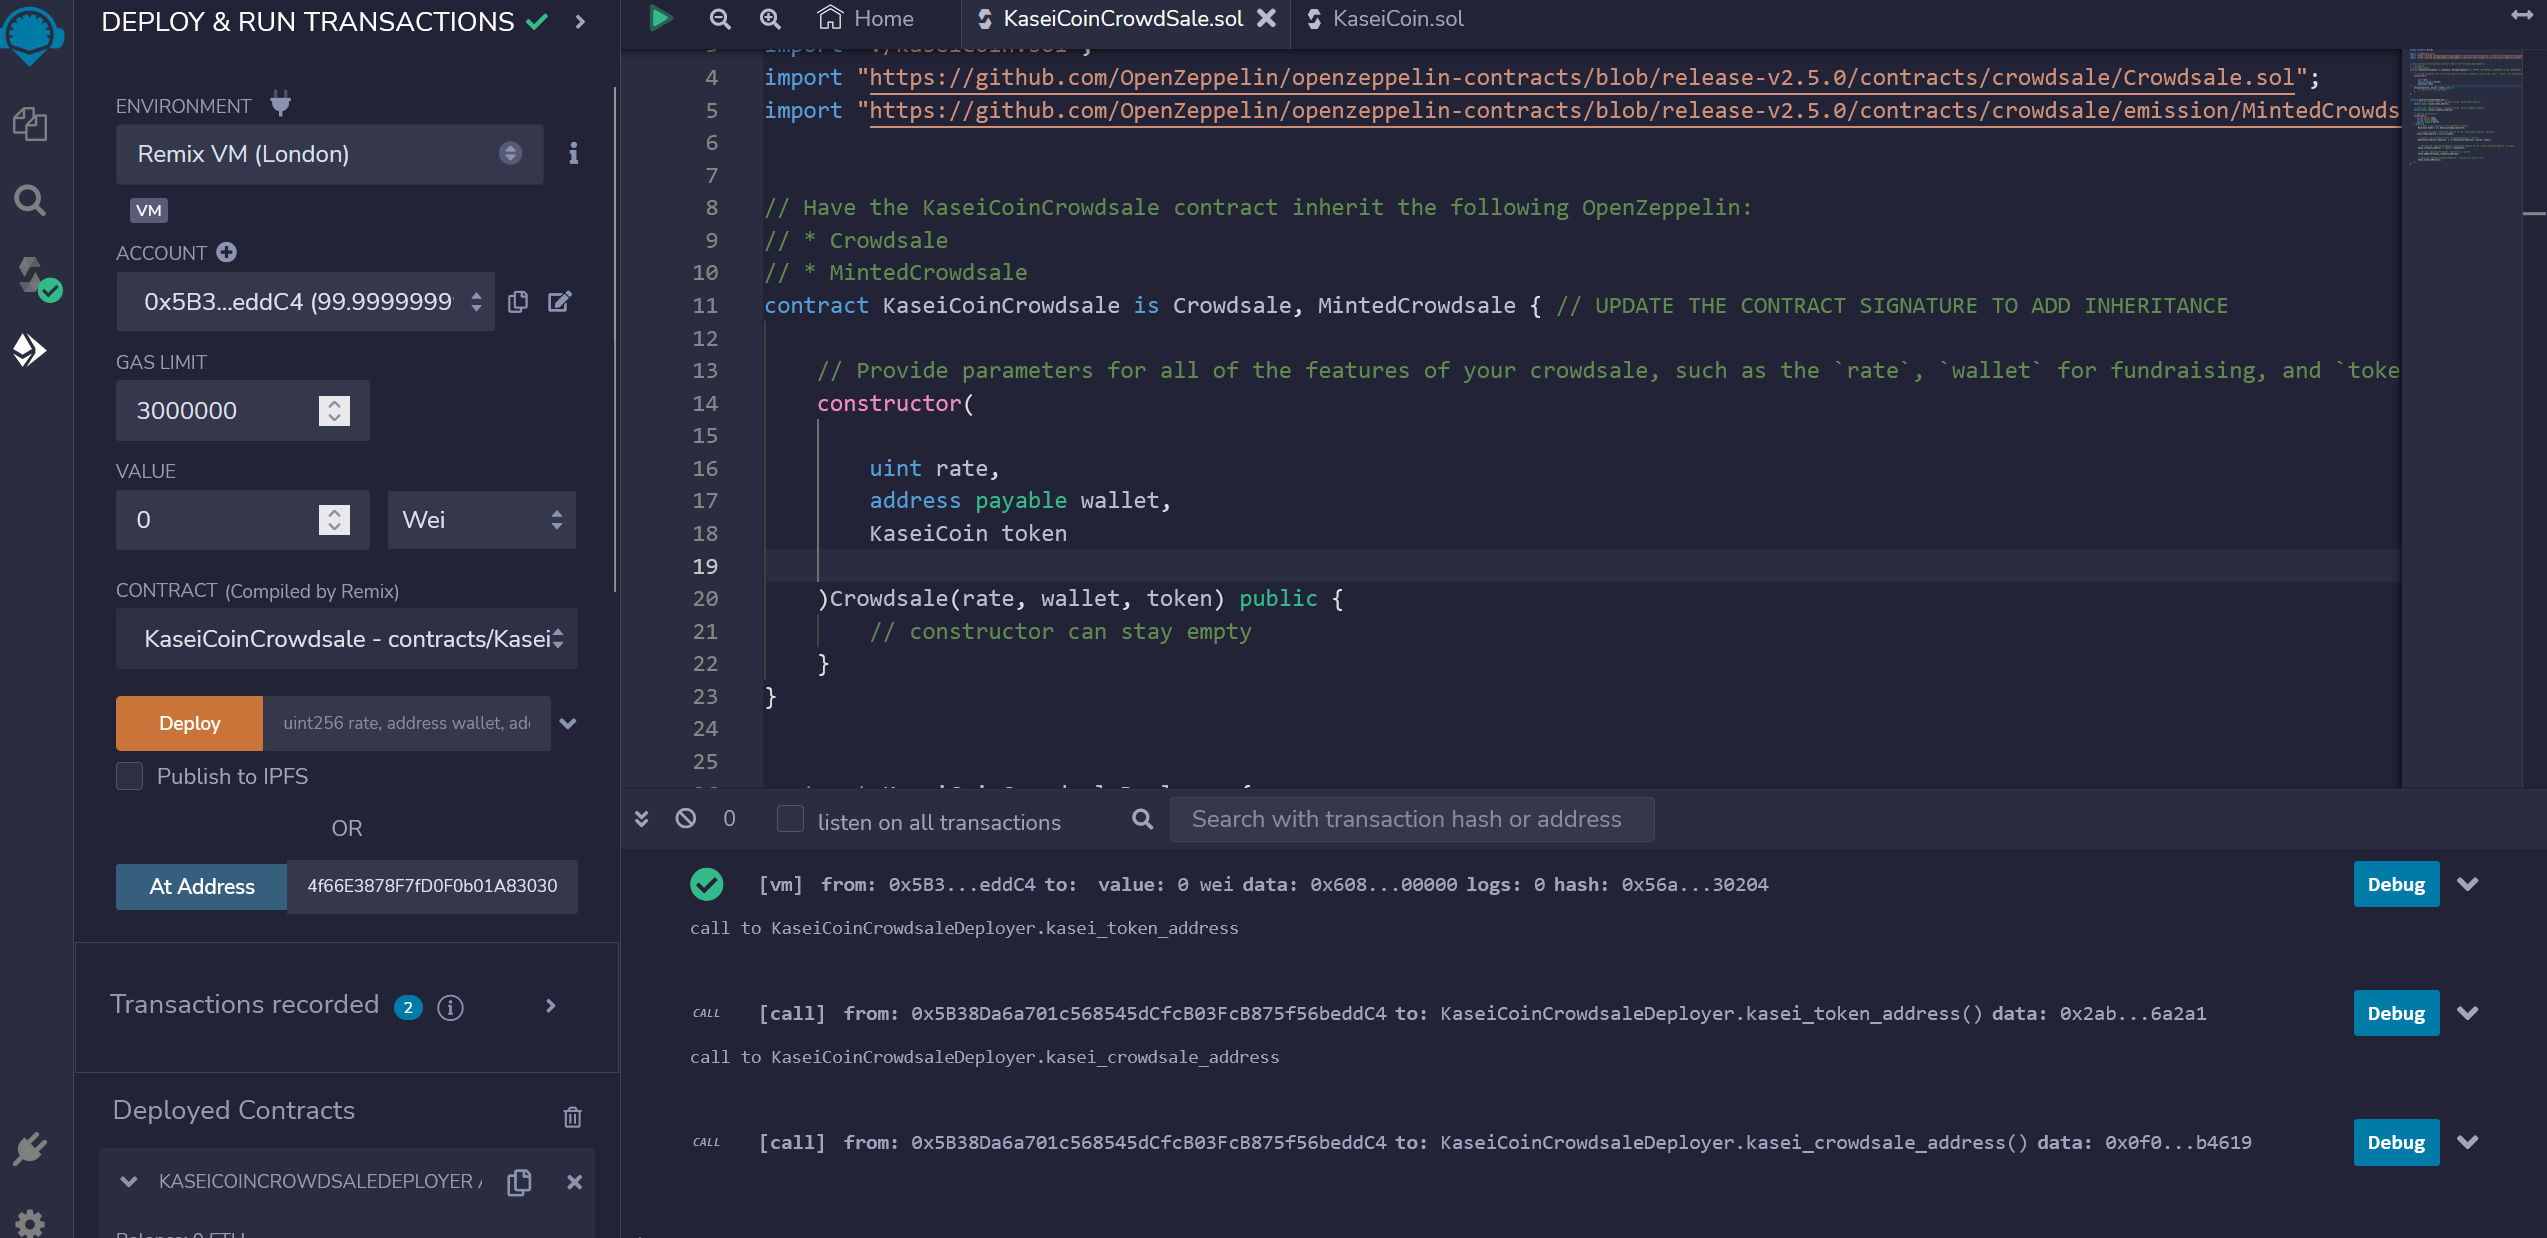 DEPLOY & RUN TRANSACTIONS
ENVIRONMENT
Remix VM (London)
VM
ACCOUNT
0x5B3...eddC4 (99.9999999
GAS LIMIT
3000000
VALUE
0
Wei
CONTRACT (Compiled by Remix)
KaseiCoinCrowdsale - contracts/Kasei
Deploy
uint256 rate, address wallet, add
Publish to IPFS
OR
At Address
4f66E3878F7fD0F0b01A83030
Transactions recorded 2
Deployed Contracts
KASEICOINCROWDSALEDEPLOYER
Home
KaseiCoinCrowdSale.sol
KaseiCoin.sol
4 import "https://github.com/OpenZeppelin/openzeppelin-contracts/blob/release-v2.5.0/contracts/crowdsale/Crowdsale.sol";
5 import "https://github.com/OpenZeppelin/openzeppelin-contracts/blob/release-v2.5.0/contracts/crowdsale/emission/MintedCrowds
6
7
8 // Have the KaseiCoinCrowdsale contract inherit the following OpenZeppelin:
9 // * Crowdsale
10 // * MintedCrowdsale
11 contract KaseiCoinCrowdsale is Crowdsale, MintedCrowdsale { // UPDATE THE CONTRACT SIGNATURE TO ADD INHERITANCE
12
13 // Provide parameters for all of the features of your crowdsale, such as the `rate`, `wallet` for fundraising, and `toke
14 constructor(
15
16 uint rate,
17 address payable wallet,
18 KaseiCoin token
19
20 )Crowdsale(rate, wallet, token) public {
21 // constructor can stay empty
22 }
23 }
24
25
0
listen on all transactions
Search with transaction hash or address
[vm] from: 0x5B3...eddC4 to: value: 0 wei data: 0x608...00000 logs: 0 hash: 0x56a...30204
Debug
call to KaseiCoinCrowdsaleDeployer.kasei_token_address
CALL [call] from: 0x5B38Da6a701c568545dCfcB03FcB875f56beddC4 to: KaseiCoinCrowdsaleDeployer.kasei_token_address() data: 0x2ab...6a2a1
Debug
call to KaseiCoinCrowdsaleDeployer.kasei_crowdsale_address
CALL [call] from: 0x5B38Da6a701c568545dCfcB03FcB875f56beddC4 to: KaseiCoinCrowdsaleDeployer.kasei_crowdsale_address() data: 0x0f0...b4619
Debug